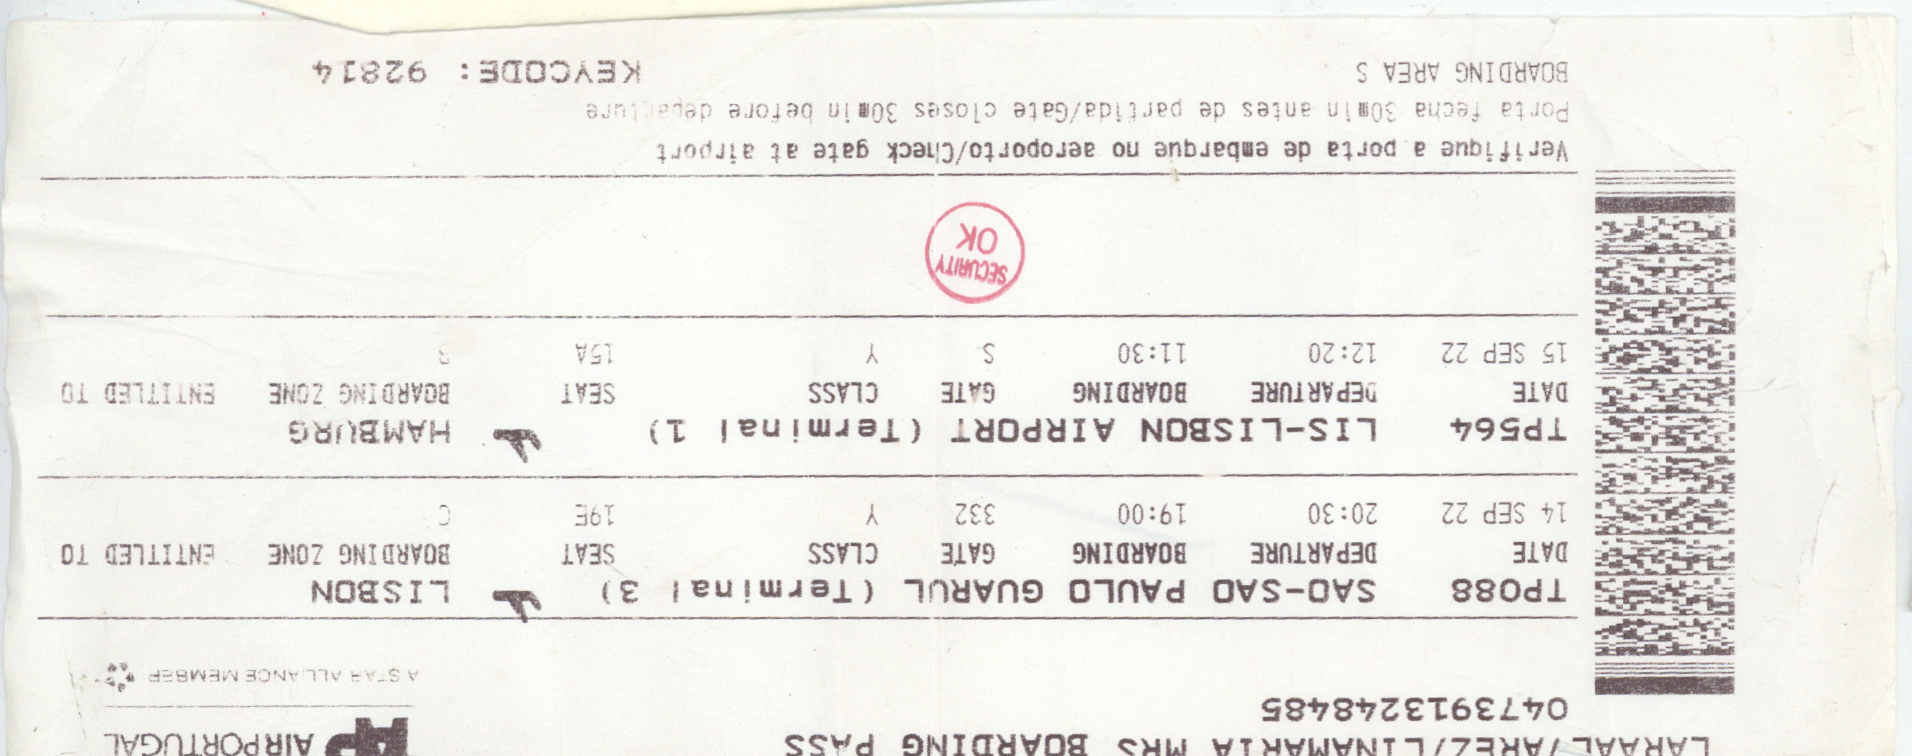 LARAALVAREZ/LINAMARIA MRS BOARDING PASS
0473913248485
TAP AIRPORTUGAL
A STAR ALLIANCE MEMBER
TP088 SAO-SAO PAULO GUARUL (Terminal 3) LISBON
DATE DEPARTURE BOARDING GATE CLASS SEAT BOARDING ZONE ENTITLED TO
14 SEP 22 20:30 19:00 332 Y 19E C
TP564 LIS-LISBON AIRPORT (Terminal 1) HAMBURG
DATE DEPARTURE BOARDING GATE CLASS SEAT BOARDING ZONE ENTITLED TO
15 SEP 22 12:20 11:30 S Y 15A
SECURITY
OK
Verifique a porta de embarque no aeroporto/Check gate at airport
Porta fecha 30min antes de partida/Gate closes 30min before departure
BOARDING AREA S KEYCODE: 92814